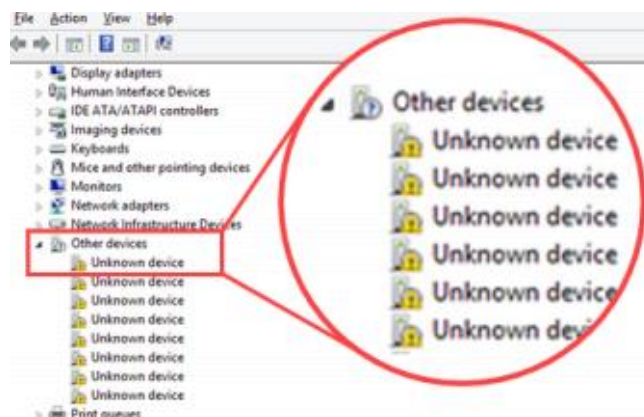 File Action View Help
Display adapters
Human Interface Devices
IDE ATA/ATAPI controllers
Imaging devices
Keyboards
Mice and other pointing devices
Monitors
Network adapters
Network Infrastructure Devices
Other devices
Unknown device
Unknown device
Unknown device
Unknown device
Unknown device
Unknown device
Unknown device
Unknown device
Print queues
Other devices
Unknown device
Unknown device
Unknown device
Unknown device
Unknown device
Unknown devi